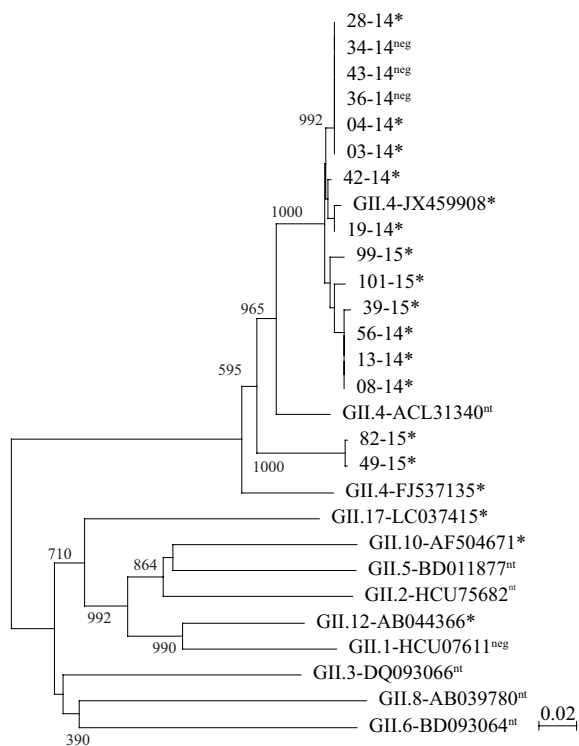 28-14*
34-14neg
43-14neg
36-14neg
992
04-14*
03-14*
42-14*
GII.4-JX459908*
1000
19-14*
99-15*
101-15*
965
39-15*
56-14*
595
13-14*
08-14*
GII.4-ACL31340nt
82-15*
1000
49-15*
GII.4-FJ537135*
GII.17-LC037415*
710
GII.10-AF504671*
864
GII.5-BD011877nt
GII.2-HCU75682nt
992
GII.12-AB044366*
990
GII.1-HCU07611neg
GII.3-DQ093066nt
GII.8-AB039780nt
0.02
GII.6-BD093064nt
390